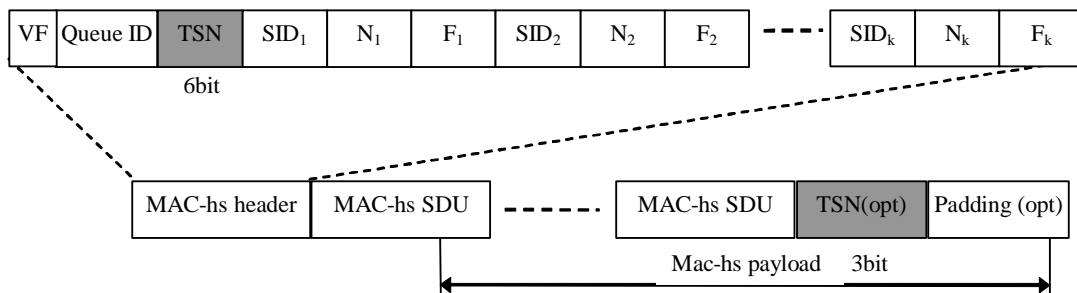 VF Queue ID TSN SID₁ N₁ F₁ SID₂ N₂ F₂ SIDₖ Nₖ Fₖ
6bit
MAC-hs header MAC-hs SDU MAC-hs SDU TSN(opt) Padding (opt)
Mac-hs payload 3bit